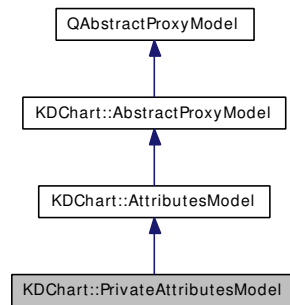 QAbstractProxyModel
KDChart::AbstractProxyModel
KDChart::AttributesModel
KDChart::PrivateAttributesModel